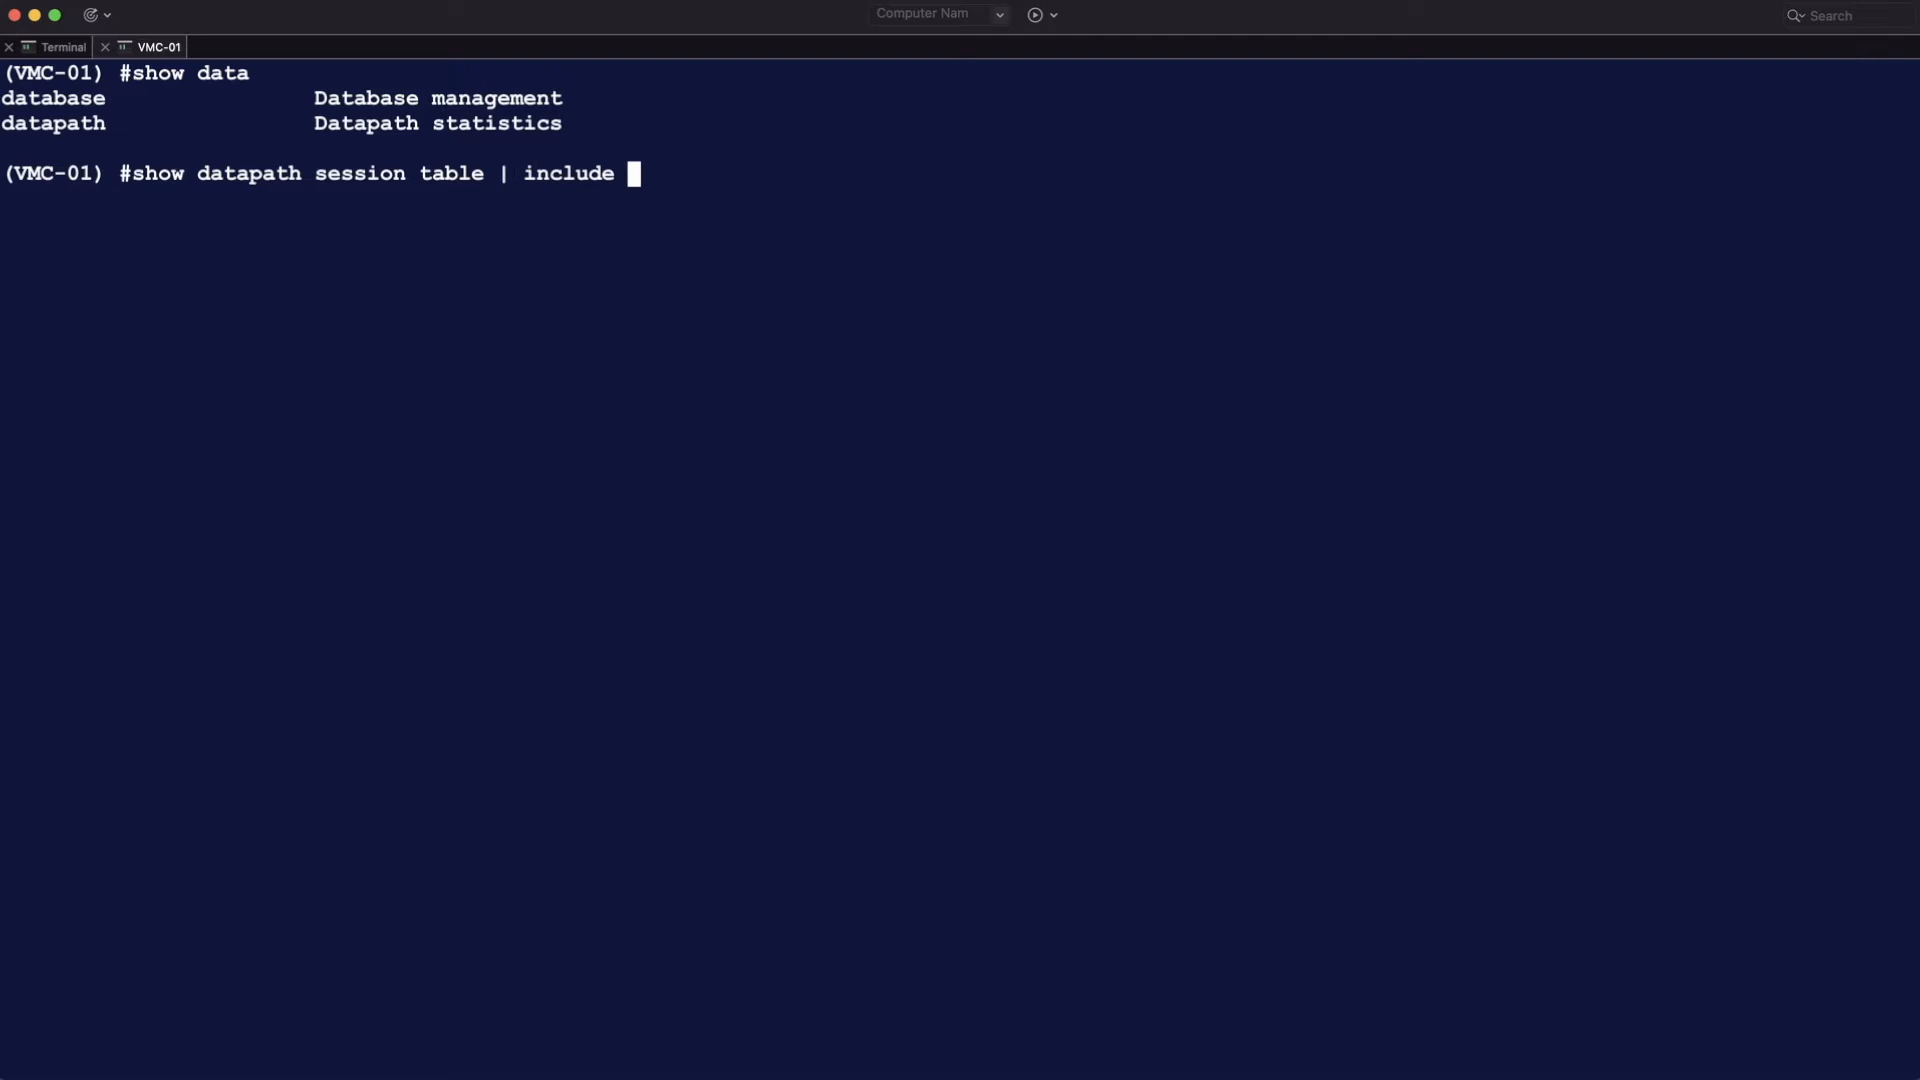 Computer Nam
Search
Terminal
VMC-01
(VMC-01) #show data
database Database management
datapath Datapath statistics
(VMC-01) #show datapath session table | include